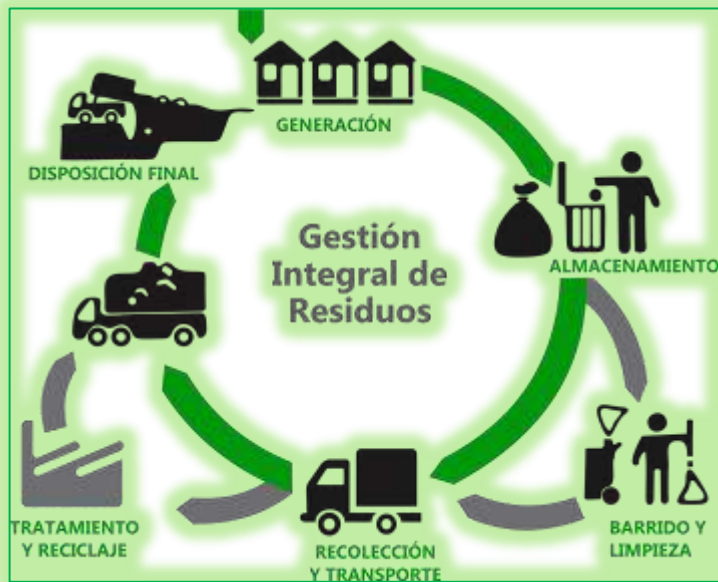 GENERACIÓN
DISPOSICIÓN FINAL
Gestión
Integral de
Residuos
ALMACENAMIENTO
TRATAMIENTO
Y RECICLAJE
RECOLECCIÓN
Y TRANSPORTE
BARRIDO Y
LIMPIEZA